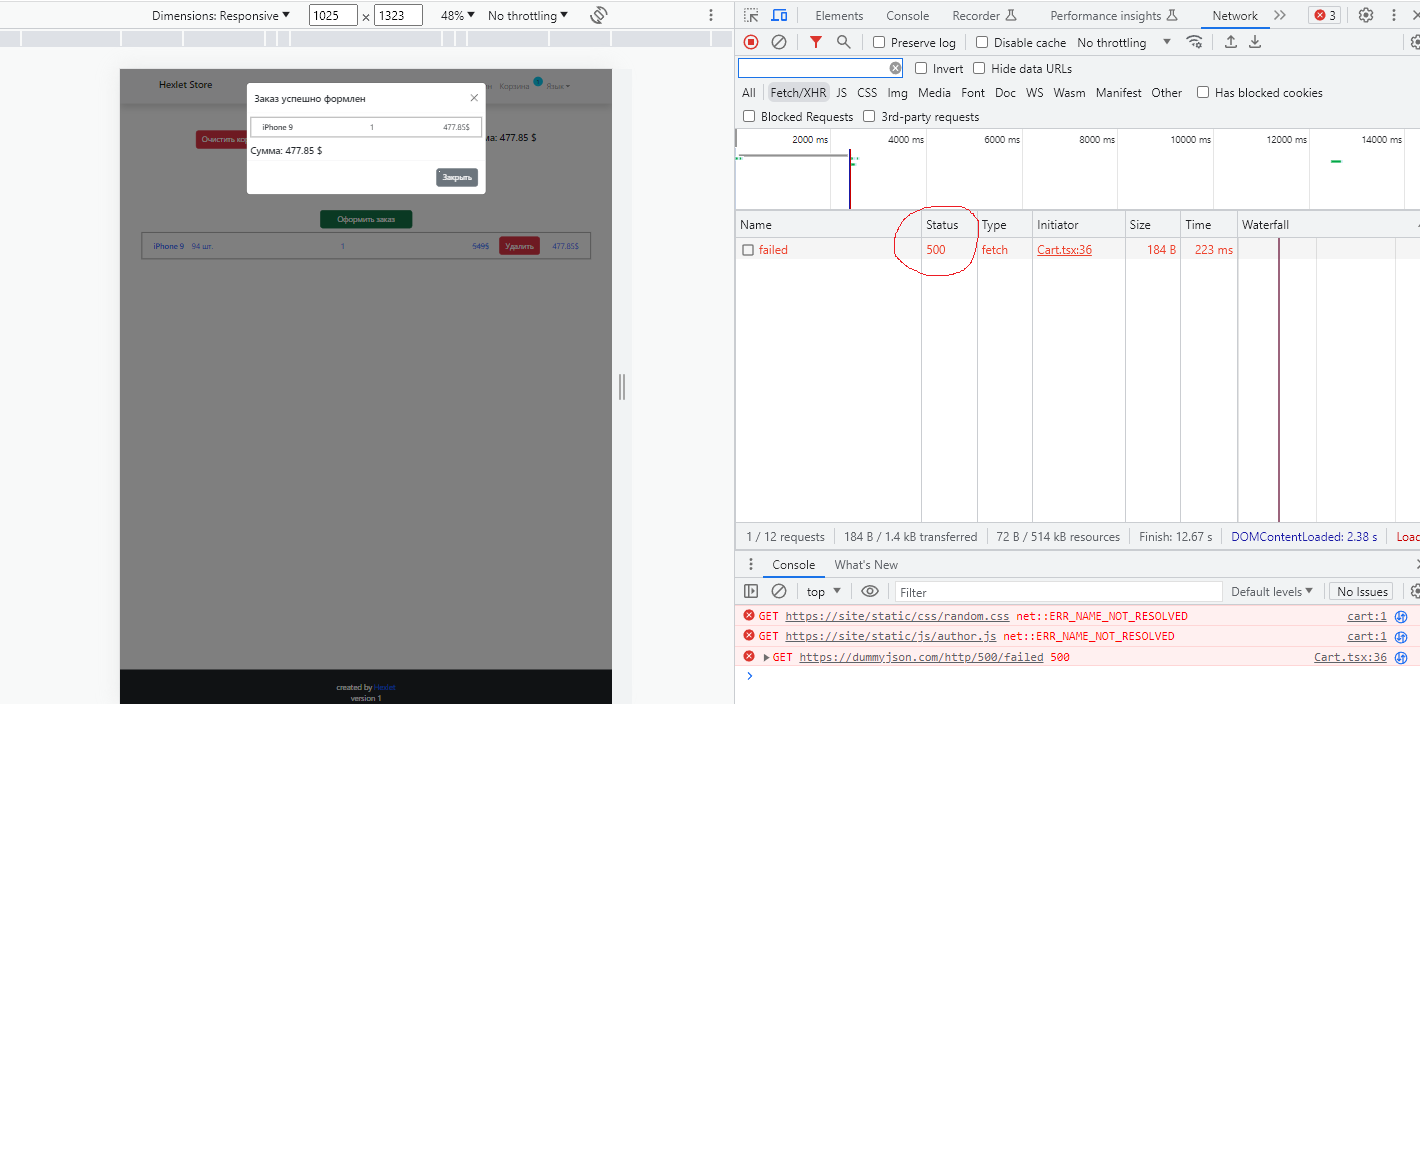 Dimensions: Responsive 1025 × 1323 48% No throttling
Elements Console Recorder Performance insights Network 3
Preserve log Disable cache No throttling
Invert Hide data URLs
All Fetch/XHR JS CSS Img Media Font Doc WS Wasm Manifest Other Has blocked cookies
Blocked Requests 3rd-party requests
2000 ms 4000 ms 6000 ms 8000 ms 10000 ms 12000 ms 14000 ms
Name Status Type Initiator Size Time Waterfall
failed 500 fetch Cart.tsx:36 184 B 223 ms
1 / 12 requests 184 B / 1.4 kB transferred 72 B / 514 kB resources Finish: 12.67 s DOMContentLoaded: 2.38 s Load
Console What's New
top Filter Default levels No Issues
GET https://site/static/css/random.css net::ERR_NAME_NOT_RESOLVED cart:1
GET https://site/static/js/author.js net::ERR_NAME_NOT_RESOLVED cart:1
GET https://dummyjson.com/http/500/failed 500 Cart.tsx:36
Hexlet Store Корзина Язык
Заказ успешно формлен ×
iPhone 9 1 477.85$
Сумма: 477.85 $
Закрыть
Очистить кор ма: 477.85 $
Оформить заказ
iPhone 9 94 шт. 1 549$ Удалить 477.85$
created by Hexlet
version 1